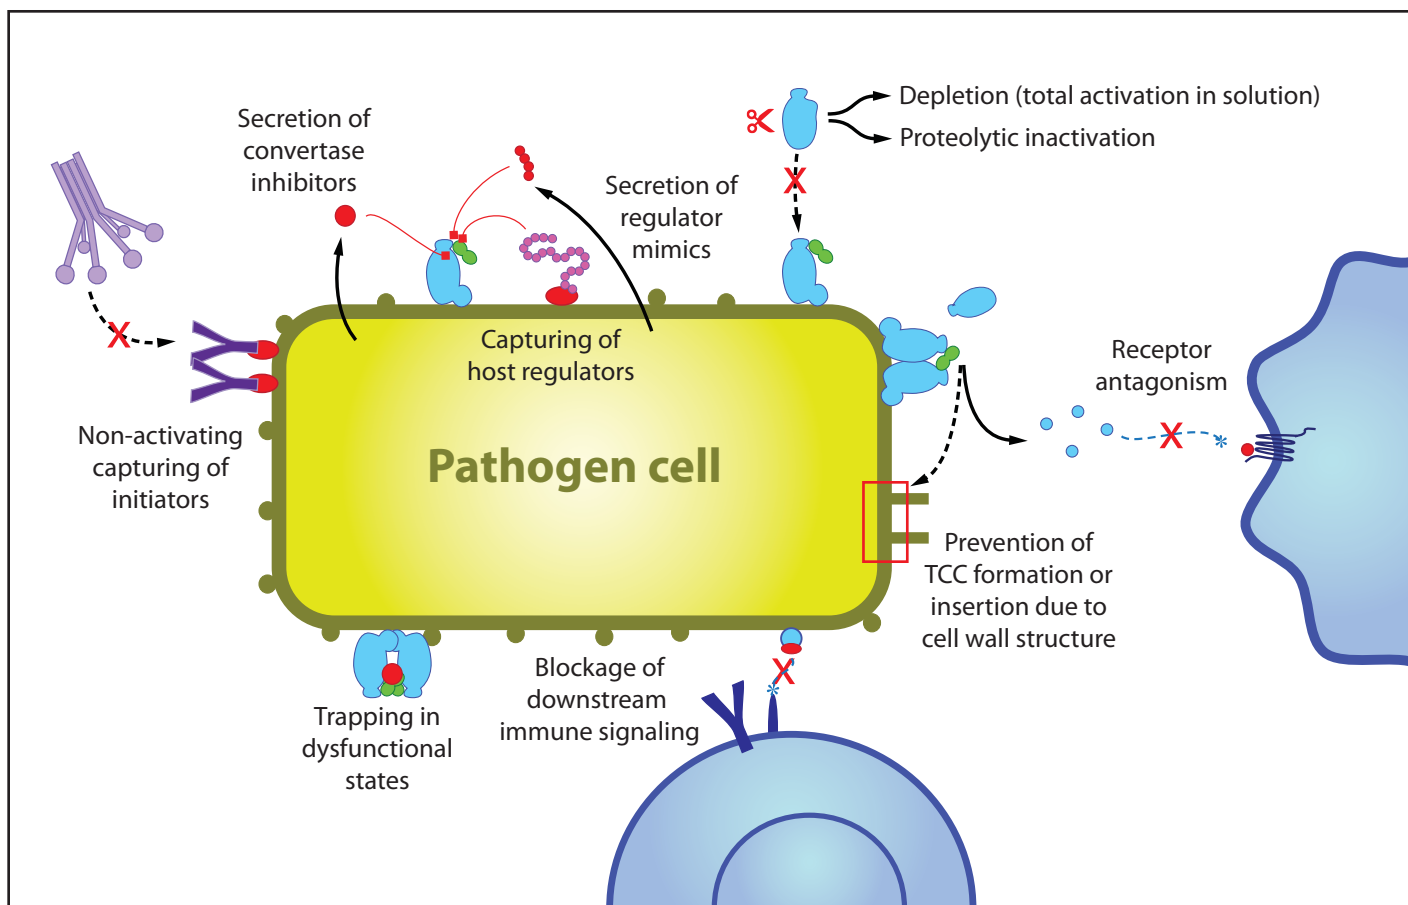 Depletion (total activation in solution)
Proteolytic inactivation
Secretion of
convertase
inhibitors
Secretion of
regulator
mimics
Capturing of
host regulators
Receptor
antagonism
Non-activating
capturing of
initiators
Pathogen cell
Prevention of
TCC formation or
insertion due to
cell wall structure
Blockage of
downstream
immune signaling
Trapping in
dysfunctional
states